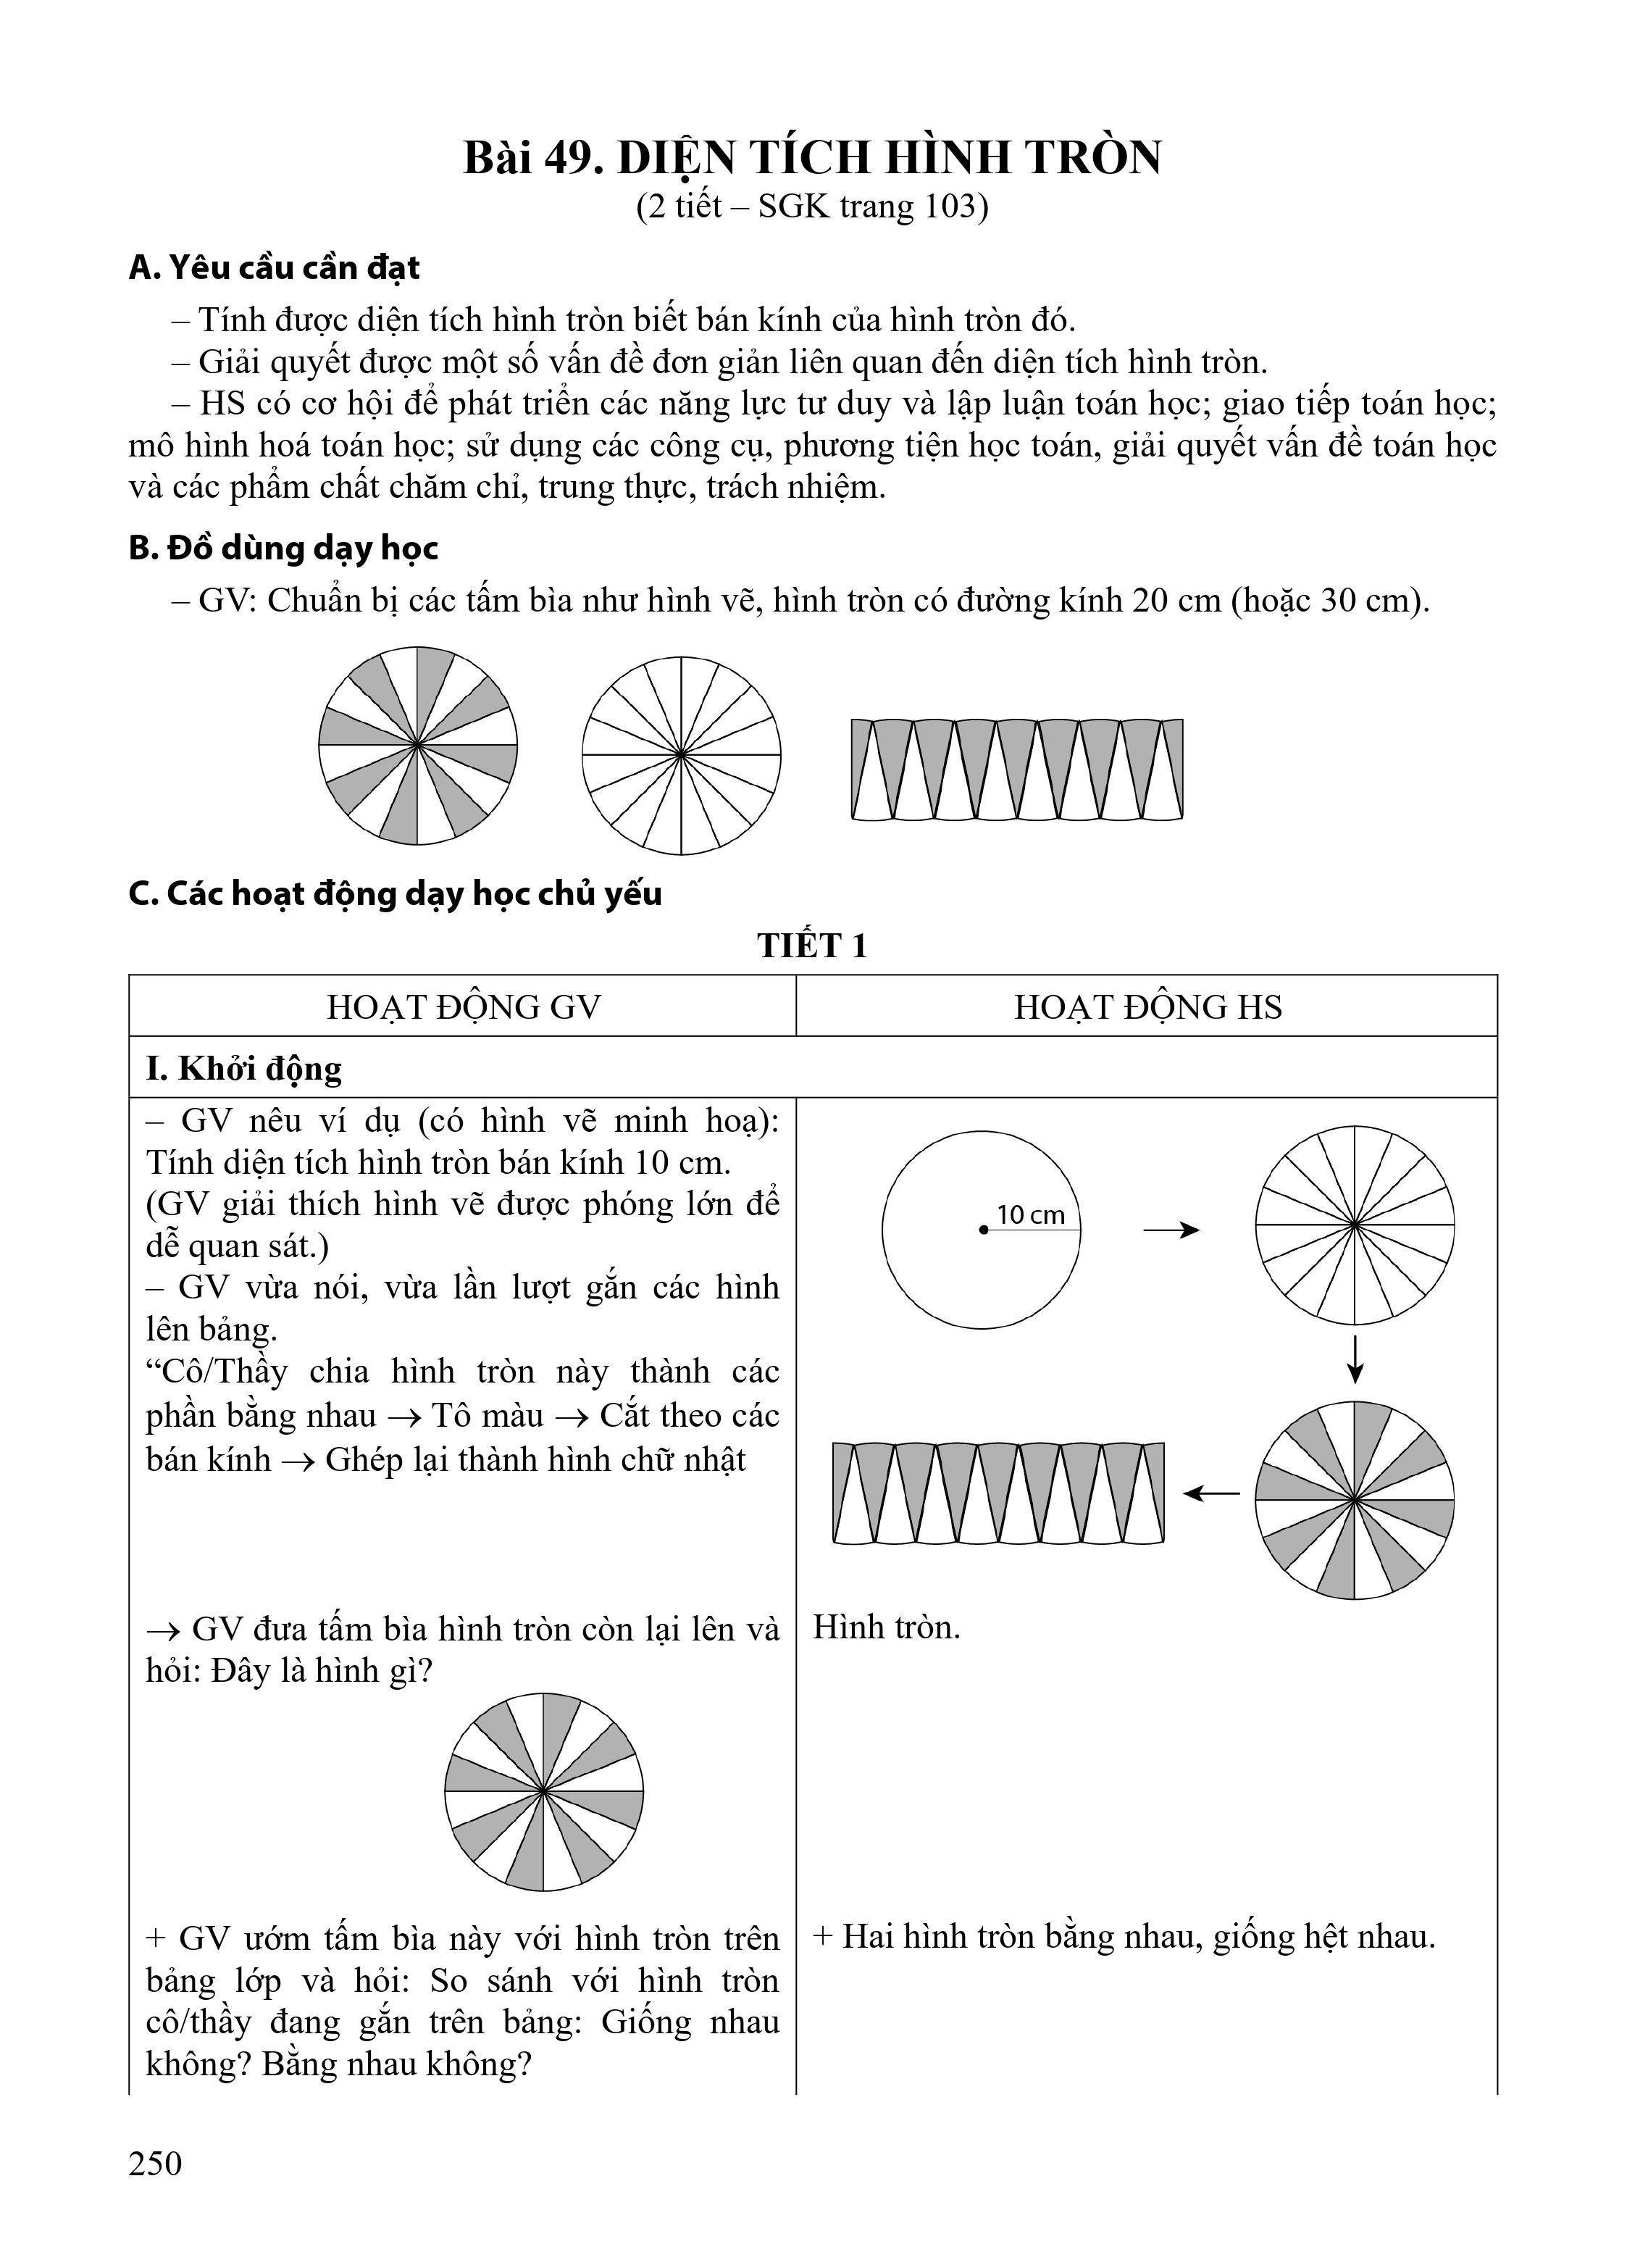 Bài 49. DIỆN TÍCH HÌNH TRÒN
(2 tiết – SGK trang 103)
A. Yêu cầu cần đạt
– Tính được diện tích hình tròn biết bán kính của hình tròn đó.
– Giải quyết được một số vấn đề đơn giản liên quan đến diện tích hình tròn.
– HS có cơ hội để phát triển các năng lực tư duy và lập luận toán học; giao tiếp toán học;
mô hình hoá toán học; sử dụng các công cụ, phương tiện học toán, giải quyết vấn đề toán học
và các phẩm chất chăm chỉ, trung thực, trách nhiệm.
B. Đồ dùng dạy học
– GV: Chuẩn bị các tấm bìa như hình vẽ, hình tròn có đường kính 20 cm (hoặc 30 cm).
C. Các hoạt động dạy học chủ yếu
TIẾT 1
HOẠT ĐỘNG GV
HOẠT ĐỘNG HS
I. Khởi động
– GV nêu ví dụ (có hình vẽ minh hoạ):
Tính diện tích hình tròn bán kính 10 cm.
(GV giải thích hình vẽ được phóng lớn để
dễ quan sát.)
– GV vừa nói, vừa lần lượt gắn các hình
lên bảng.
“Cô/Thầy chia hình tròn này thành các
phần bằng nhau → Tô màu → Cắt theo các
bán kính → Ghép lại thành hình chữ nhật
10 cm
→ GV đưa tấm bìa hình tròn còn lại lên và
hỏi: Đây là hình gì?
Hình tròn.
+ GV ướm tấm bìa này với hình tròn trên
bảng lớp và hỏi: So sánh với hình tròn
cô/thầy đang gắn trên bảng: Giống nhau
không? Bằng nhau không?
+ Hai hình tròn bằng nhau, giống hệt nhau.
250